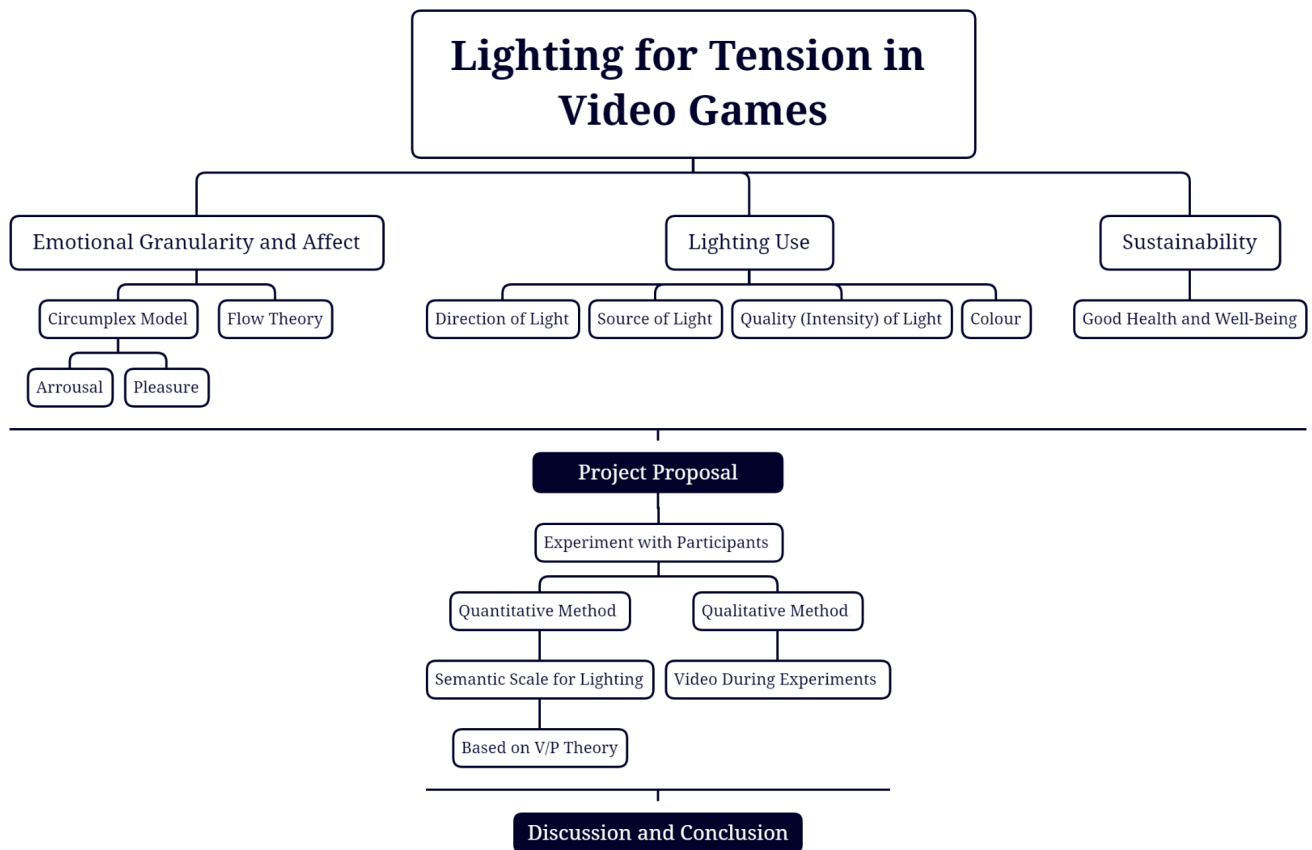 Lighting for Tension in
Video Games
Emotional Granularity and Affect
Lighting Use
Sustainability
Circumplex Model
Flow Theory
Direction of Light
Source of Light
Quality (Intensity) of Light
Colour
Good Health and Well-Being
Arrousal
Pleasure
Project Proposal
Experiment with Participants
Quantitative Method
Qualitative Method
Semantic Scale for Lighting
Video During Experiments
Based on V/P Theory
Discussion and Conclusion